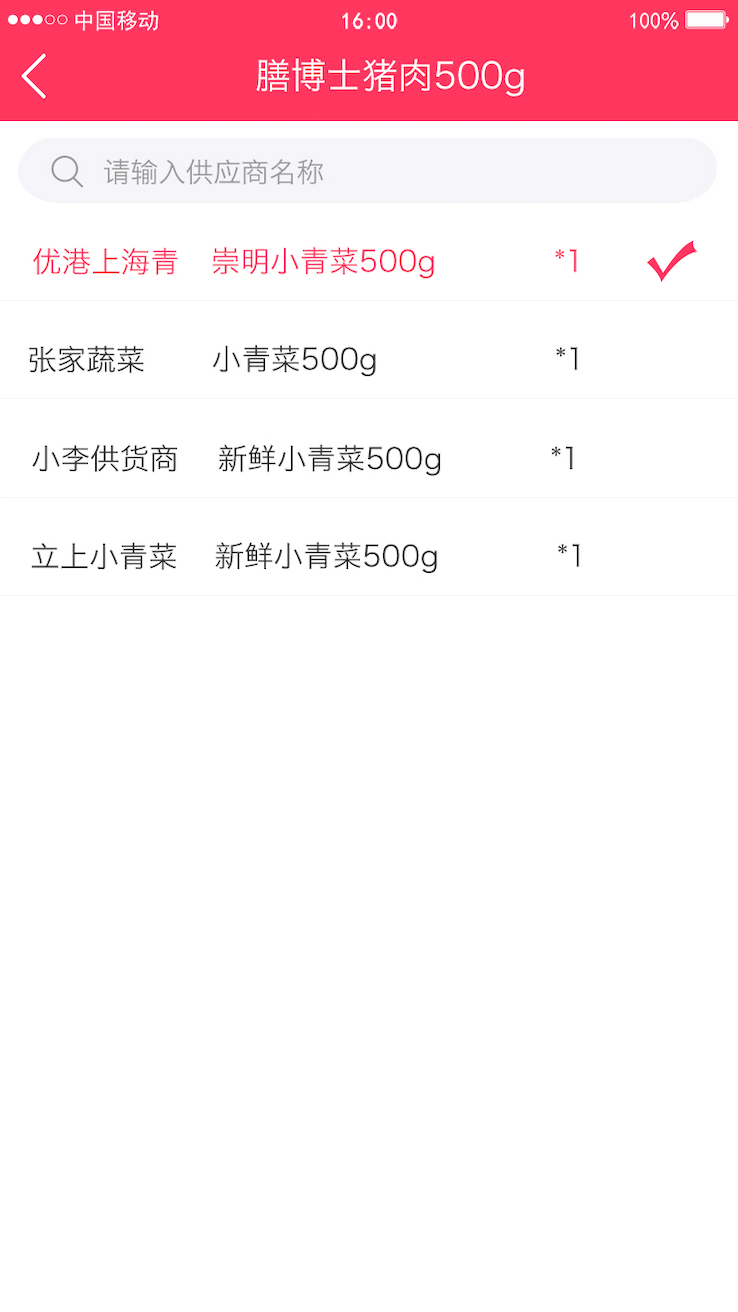 中国移动 16:00 100%
膳博士猪肉500g
请输入供应商名称
优港上海青 崇明小青菜500g *1
张家蔬菜 小青菜500g *1
小李供货商 新鲜小青菜500g *1
立上小青菜 新鲜小青菜500g *1